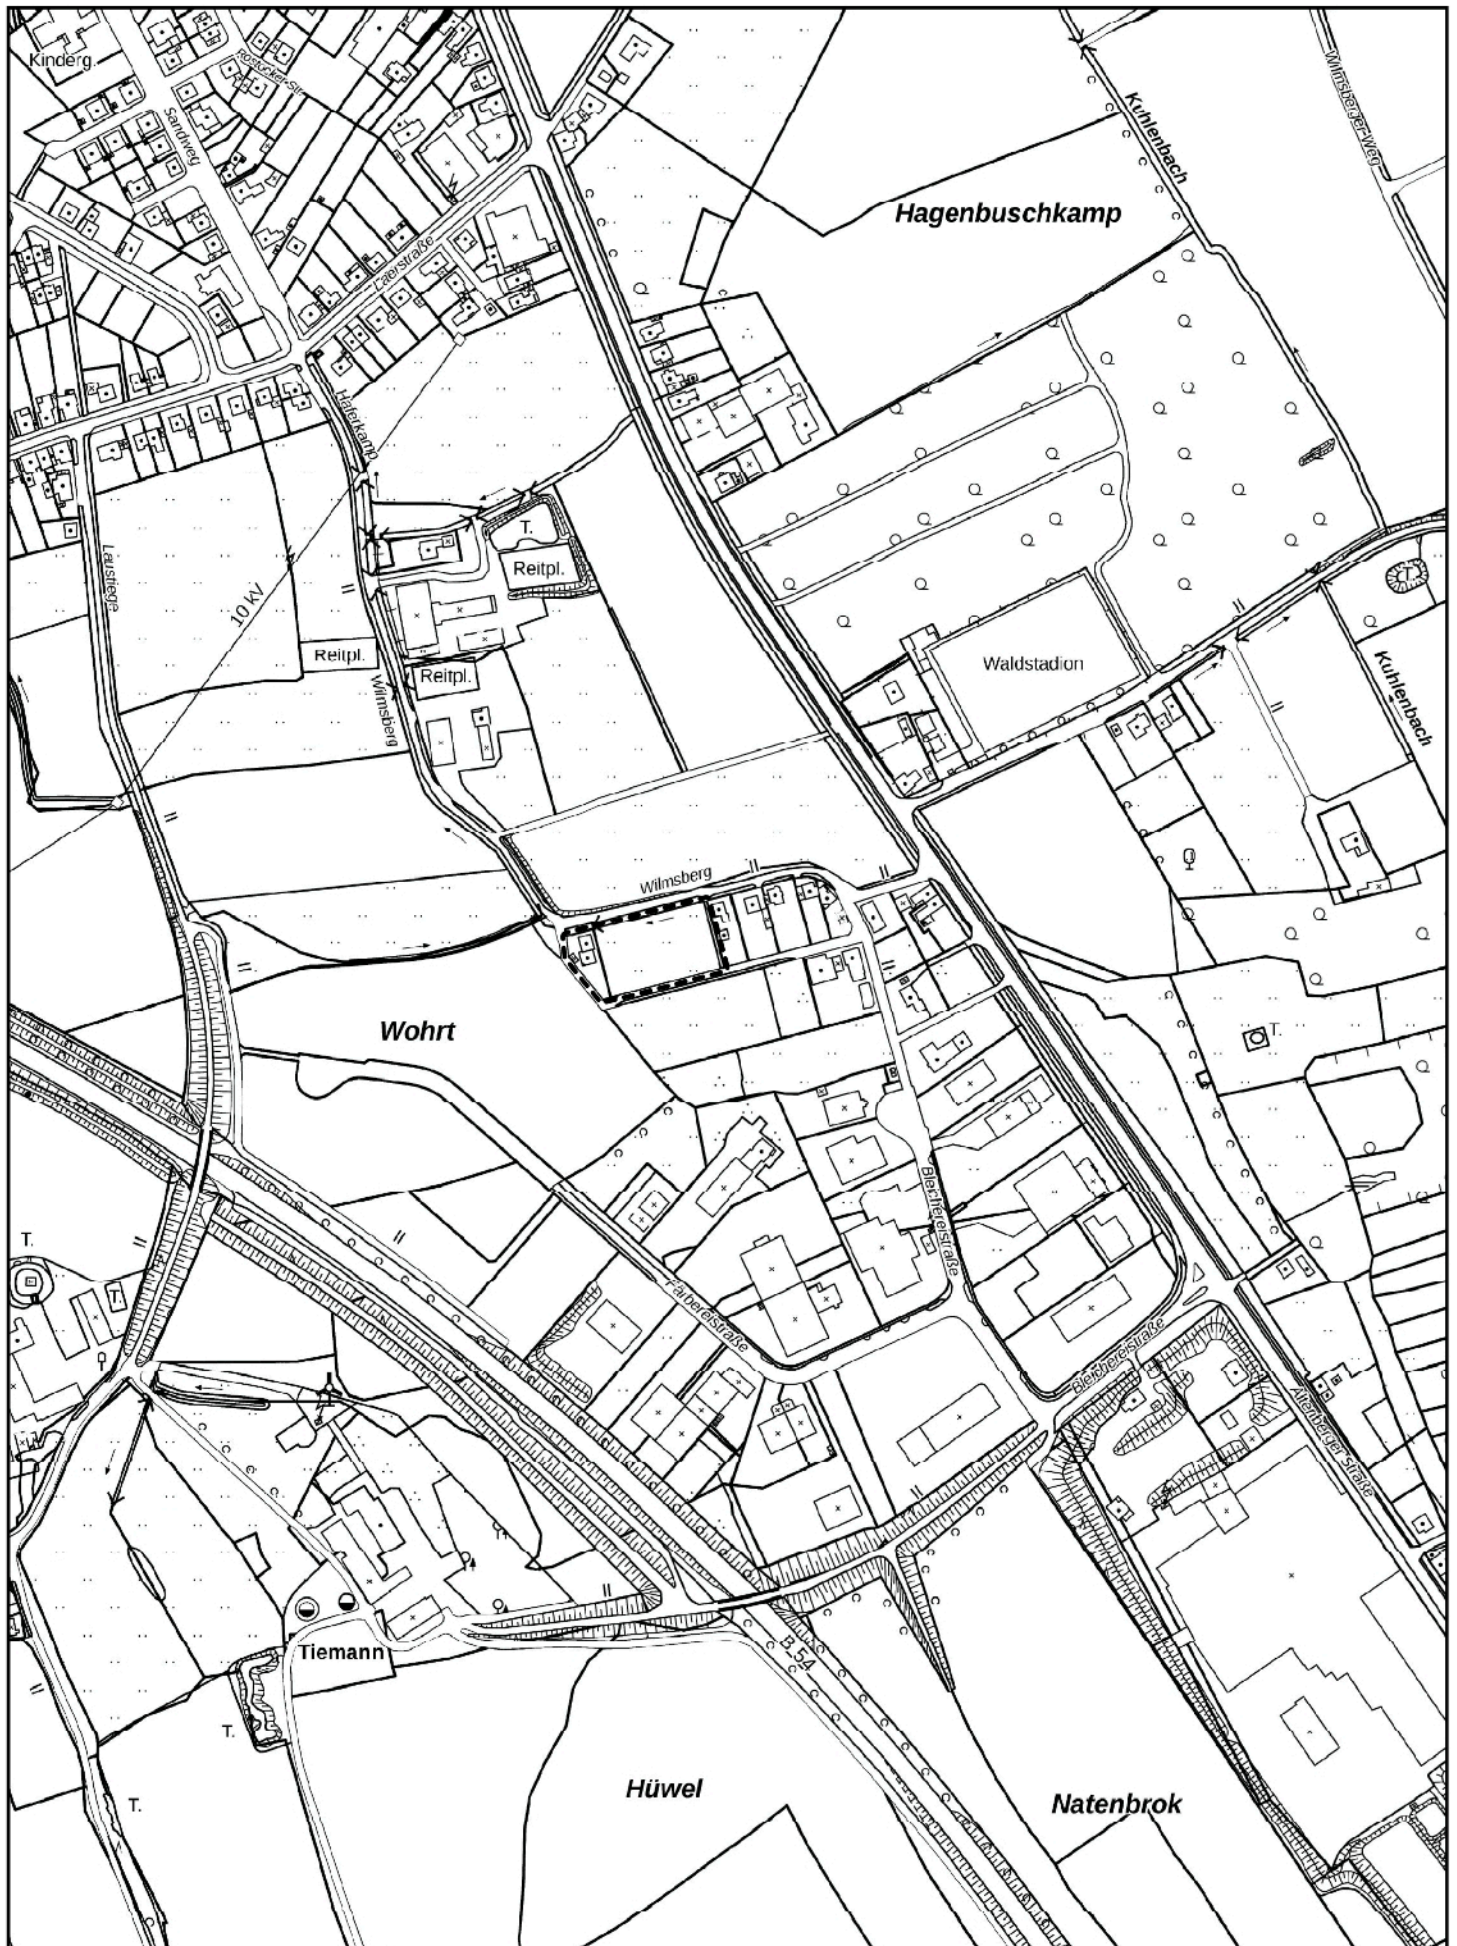 Kinderg.
Rostocker-Str.
Sandweg
Kuhlenbach
Wilmsberger-Weg
Hagenbuschkamp
Laerstraße
Haferkamp
T.
Reitpl.
Laustiege
10 kV
Reitpl.
Reitpl.
Waldstadion
T.
Kuhlenbach
Wilmsberg
Wilmsberg
Wohrt
T.
Bleichereistraße
T.
T.
Färbereistraße
Bleichereistraße
Altenberger Straße
Tiemann
B 54
T.
Hüwel
Natenbrok
T.